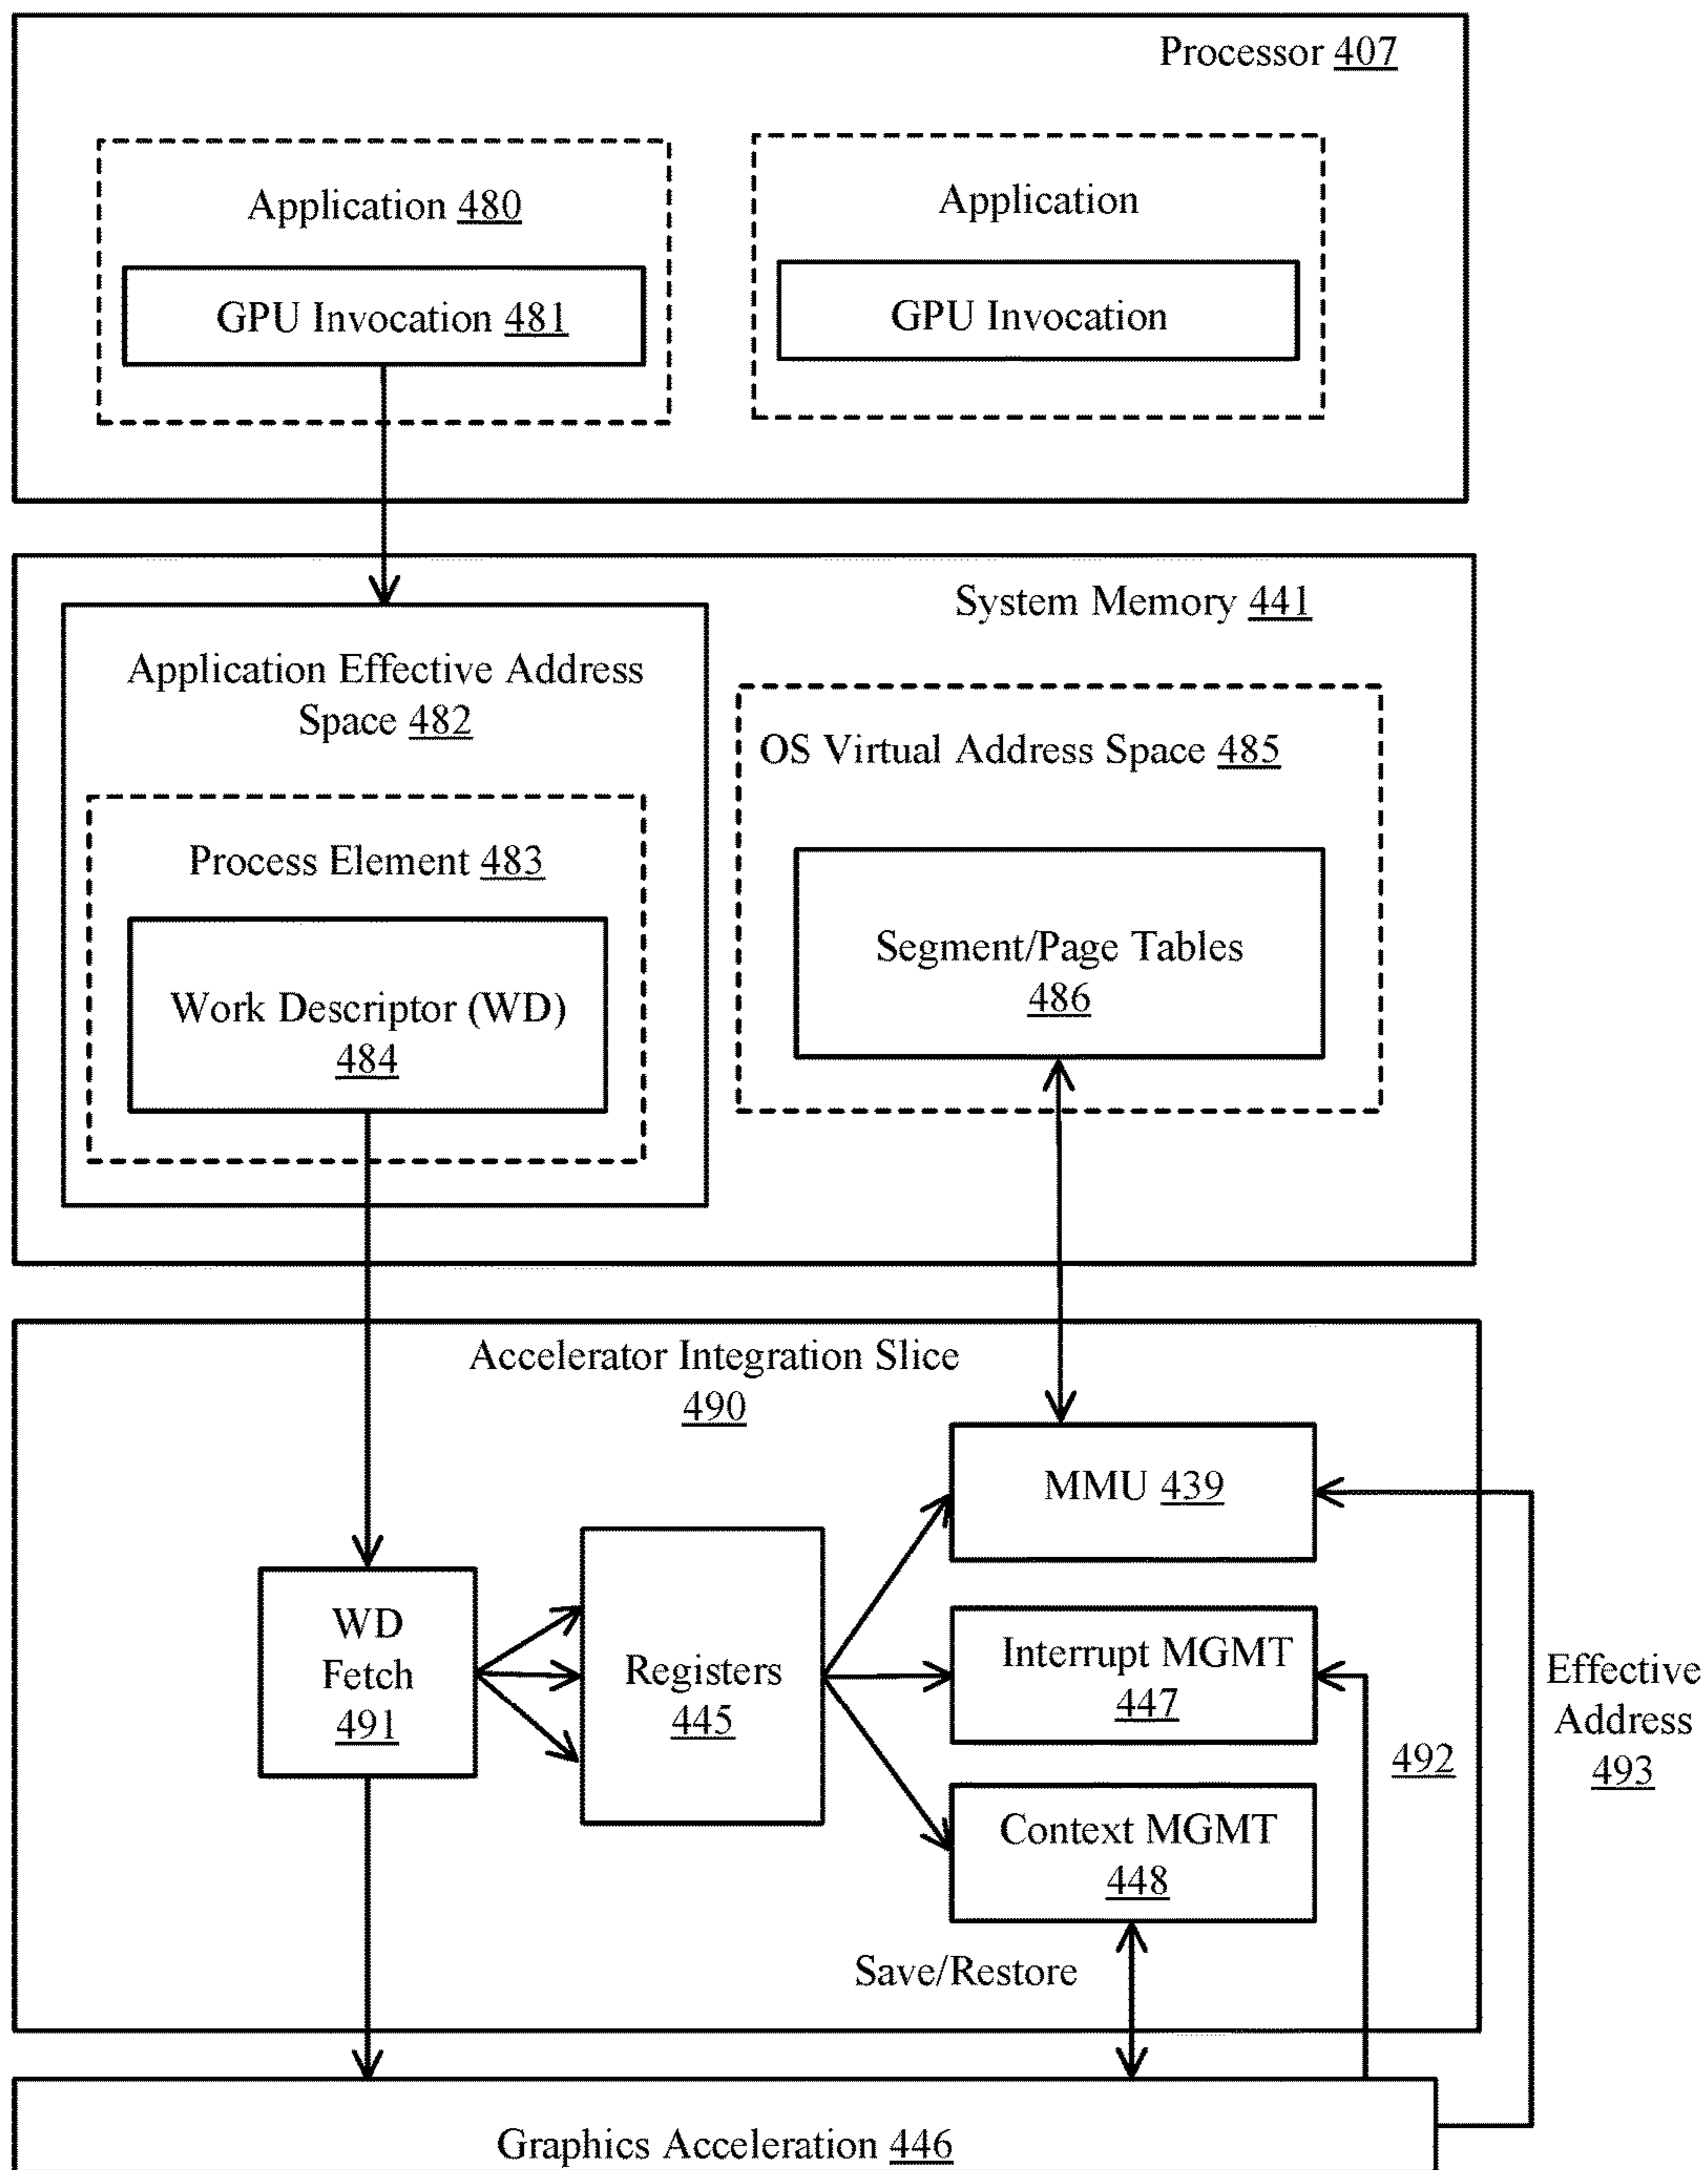 Processor 407
Application 480
Application
GPU Invocation 481
GPU Invocation
System Memory 441
Application Effective Address
Space 482
OS Virtual Address Space 485
Process Element 483
Segment/Page Tables
486
Work Descriptor (WD)
484
Accelerator Integration Slice
490
MMU 439
WD
Fetch
491
Registers
445
Interrupt MGMT
447
Effective
Address
493
492
Context MGMT
448
Save/Restore
Graphics Acceleration 446